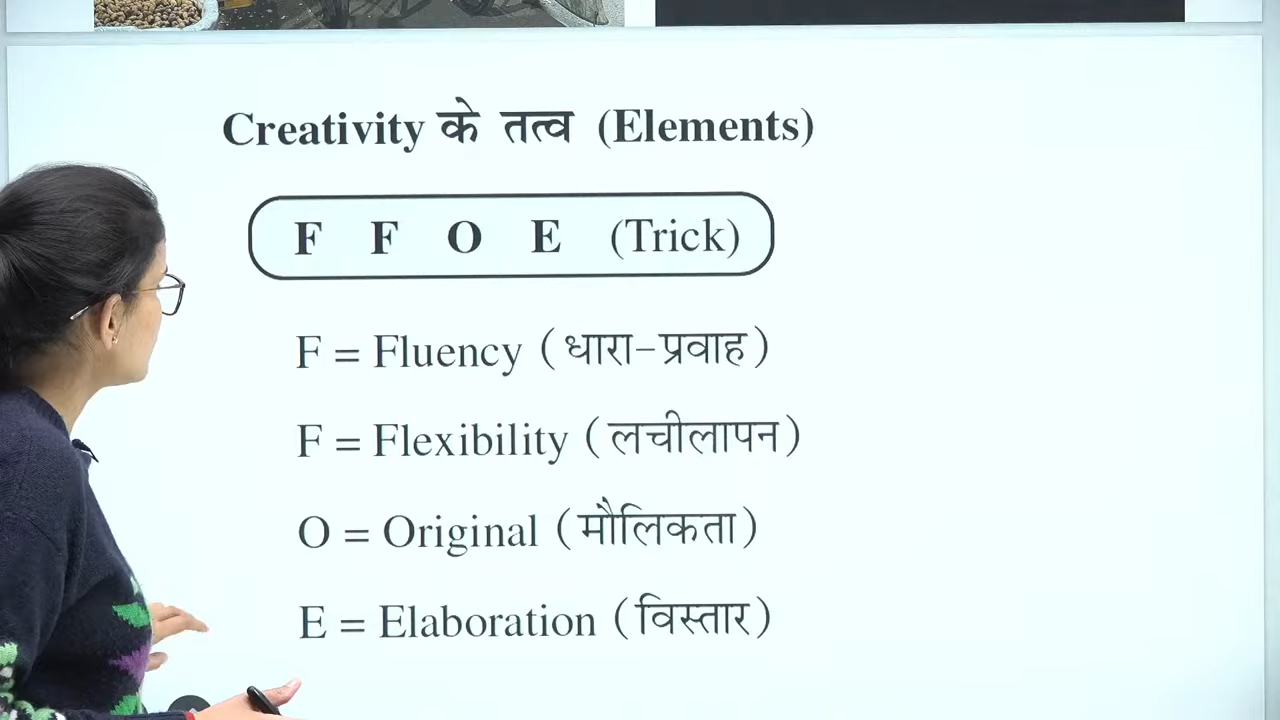 Creativity के तत्व (Elements)
F F O E (Trick)
F = Fluency (धारा-प्रवाह)
F = Flexibility (लचीलापन)
O = Original (मौलिकता)
E = Elaboration (विस्तार)